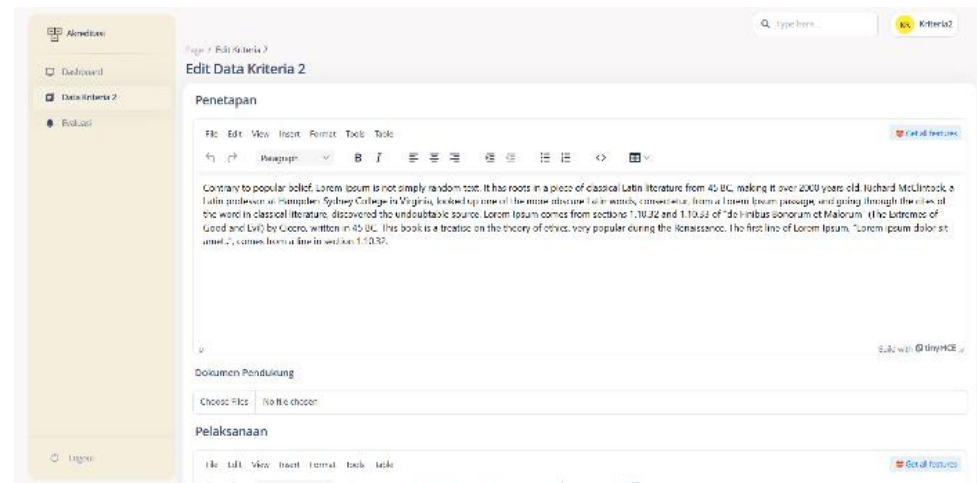 Akreditasi
Type here...
KR
Kriteria2
Page / Edit Kriteria 2
Edit Data Kriteria 2
Dashboard
Data Kriteria 2
Evaluasi
Penetapan
File Edit View Insert Format Tools Table
Get all features
Paragraph
B I
Contrary to popular belief, Lorem Ipsum is not simply random text. It has roots in a piece of classical Latin literature from 45 BC, making it over 2000 years old. Richard McClintock, a
Latin professor at Hampden-Sydney College in Virginia, looked up one of the more obscure Latin words, consectetur, from a Lorem Ipsum passage, and going through the cites of
the word in classical literature, discovered the undoubtable source. Lorem Ipsum comes from sections 1.10.32 and 1.10.33 of "de Finibus Bonorum et Malorum" (The Extremes of
Good and Evil) by Cicero, written in 45 BC. This book is a treatise on the theory of ethics, very popular during the Renaissance. The first line of Lorem Ipsum, "Lorem ipsum dolor sit
amet..", comes from a line in section 1.10.32.
p
Build with tinyMCE
Dokumen Pendukung
Choose Files No file chosen
Pelaksanaan
Logout
File Edit View Insert Format Tools Table
Get all features